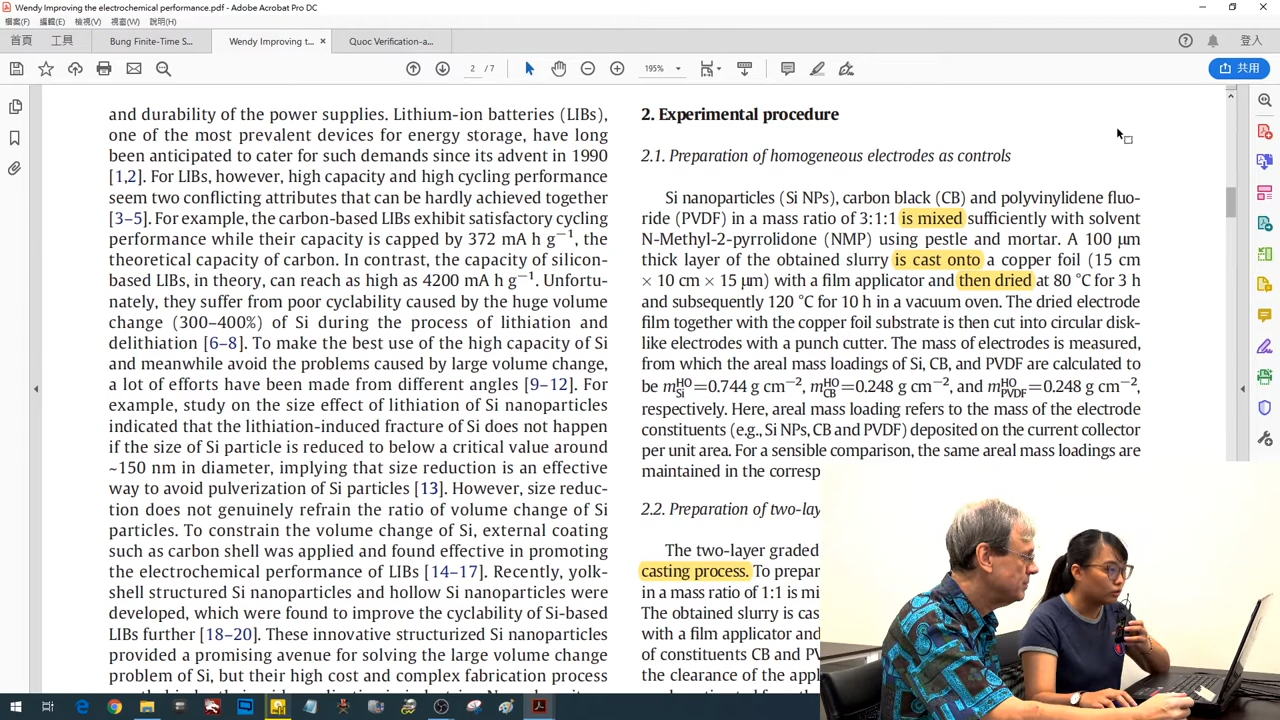 Wendy Improving the electrochemical performance.pdf - Adobe Acrobat Pro DC
檔案(F) 編輯(E) 檢視(V) 視窗(W) 說明(H)
首頁 工具 Bung Finite-Time S... Wendy Improving the t... × Quoc Verification-a... 登入
2 / 7 195% 共用
and durability of the power supplies. Lithium-ion batteries (LIBs),
one of the most prevalent devices for energy storage, have long
been anticipated to cater for such demands since its advent in 1990
[1,2]. For LIBs, however, high capacity and high cycling performance
seem two conflicting attributes that can be hardly achieved together
[3–5]. For example, the carbon-based LIBs exhibit satisfactory cycling
performance while their capacity is capped by 372 mA h g⁻¹, the
theoretical capacity of carbon. In contrast, the capacity of silicon-
based LIBs, in theory, can reach as high as 4200 mA h g⁻¹. Unfortu-
nately, they suffer from poor cyclability caused by the huge volume
change (300–400%) of Si during the process of lithiation and
delithiation [6–8]. To make the best use of the high capacity of Si
and meanwhile avoid the problems caused by large volume change,
a lot of efforts have been made from different angles [9–12]. For
example, study on the size effect of lithiation of Si nanoparticles
indicated that the lithiation-induced fracture of Si does not happen
if the size of Si particle is reduced to below a critical value around
~150 nm in diameter, implying that size reduction is an effective
way to avoid pulverization of Si particles [13]. However, size reduc-
tion does not genuinely refrain the ratio of volume change of Si
particles. To constrain the volume change of Si, external coating
such as carbon shell was applied and found effective in promoting
the electrochemical performance of LIBs [14–17]. Recently, yolk-
shell structured Si nanoparticles and hollow Si nanoparticles were
developed, which were found to improve the cyclability of Si-based
LIBs further [18–20]. These innovative structurized Si nanoparticles
provided a promising avenue for solving the large volume change
problem of Si, but their high cost and complex fabrication process
2. Experimental procedure
2.1. Preparation of homogeneous electrodes as controls
Si nanoparticles (Si NPs), carbon black (CB) and polyvinylidene fluo-
ride (PVDF) in a mass ratio of 3:1:1 is mixed sufficiently with solvent
N-Methyl-2-pyrrolidone (NMP) using pestle and mortar. A 100 μm
thick layer of the obtained slurry is cast onto a copper foil (15 cm
× 10 cm × 15 μm) with a film applicator and then dried at 80 °C for 3 h
and subsequently 120 °C for 10 h in a vacuum oven. The dried electrode
film together with the copper foil substrate is then cut into circular disk-
like electrodes with a punch cutter. The mass of electrodes is measured,
from which the areal mass loadings of Si, CB, and PVDF are calculated to
be m_Si^HO=0.744 g cm⁻², m_CB^HO=0.248 g cm⁻², and m_PVDF^HO=0.248 g cm⁻²,
respectively. Here, areal mass loading refers to the mass of the electrode
constituents (e.g., Si NPs, CB and PVDF) deposited on the current collector
per unit area. For a sensible comparison, the same areal mass loadings are
maintained in the corresp
2.2. Preparation of two-lay
The two-layer graded
casting process. To prepar
in a mass ratio of 1:1 is mi
The obtained slurry is cas
with a film applicator and
of constituents CB and PV
the clearance of the appli